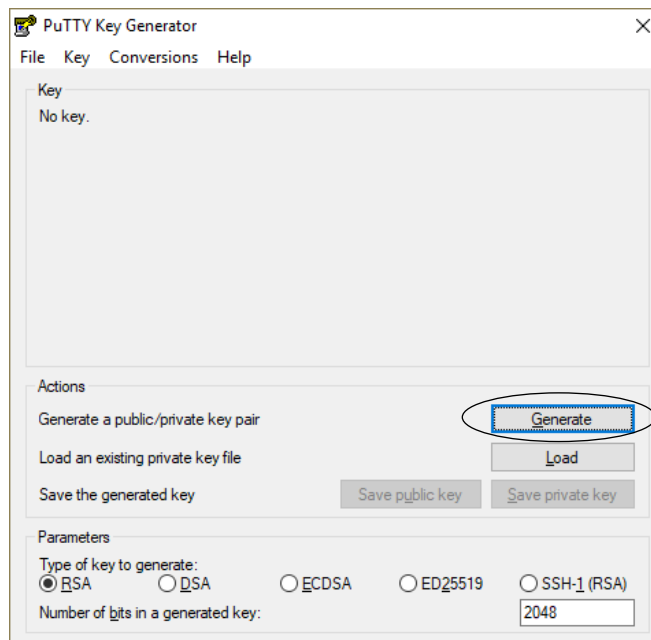 PuTTY Key Generator
File Key Conversions Help
Key
No key.
Actions
Generate a public/private key pair
Generate
Load an existing private key file
Load
Save the generated key
Save public key
Save private key
Parameters
Type of key to generate:
RSA DSA ECDSA ED25519 SSH-1 (RSA)
Number of bits in a generated key:
2048